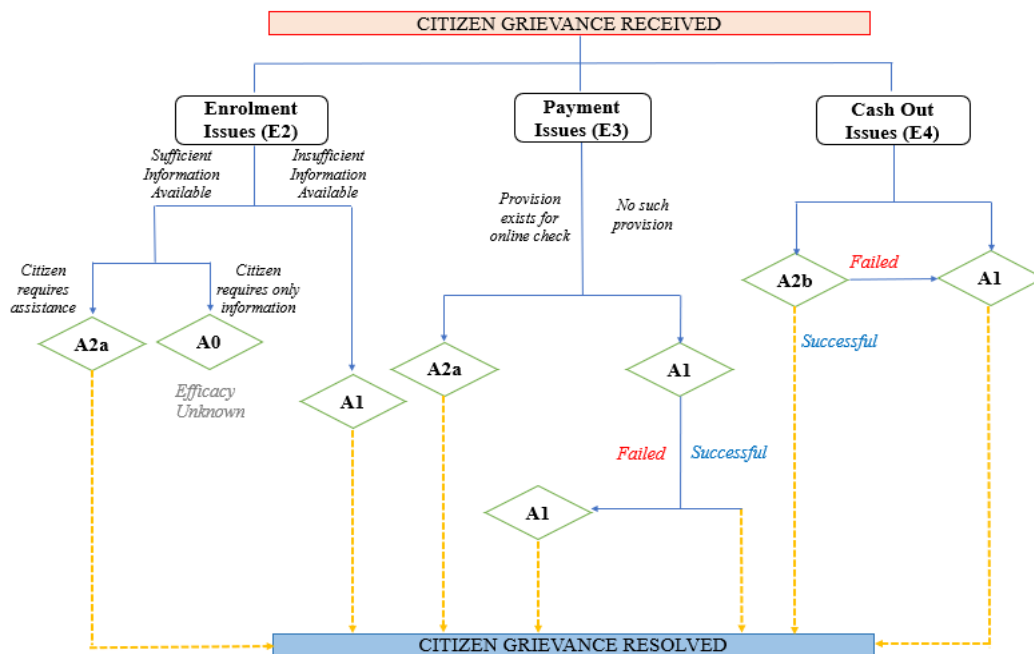 CITIZEN GRIEVANCE RECEIVED
Enrolment
Issues (E2)
Payment
Issues (E3)
Cash Out
Issues (E4)
Sufficient
Information
Available
Insufficient
Information
Available
Provision
exists for
online check
No such
provision
Citizen
requires
assistance
Citizen
requires only
information
A2a
A0
Efficacy
Unknown
A1
A2a
A1
Failed
Successful
A1
A2b
Failed
A1
Successful
CITIZEN GRIEVANCE RESOLVED